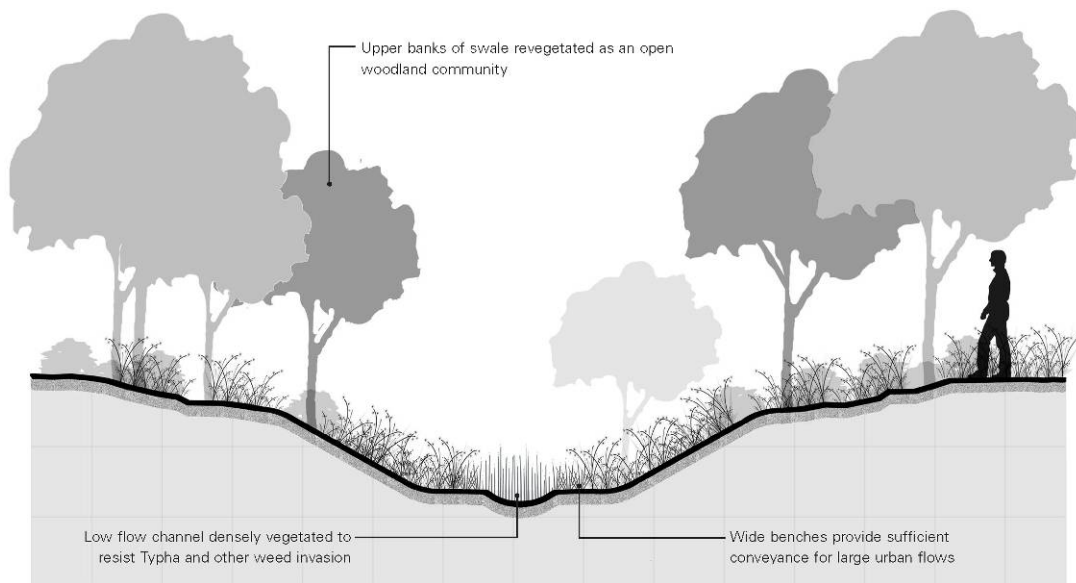 Upper banks of swale revegetated as an open
woodland community
Low flow channel densely vegetated to
resist Typha and other weed invasion
Wide benches provide sufficient
conveyance for large urban flows